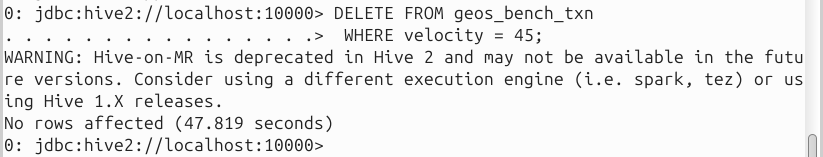 0: jdbc:hive2://localhost:10000> DELETE FROM geos_bench_txn
. . . . . . . . . . . . . . . .>  WHERE velocity = 45;
WARNING: Hive-on-MR is deprecated in Hive 2 and may not be available in the futu
re versions. Consider using a different execution engine (i.e. spark, tez) or us
ing Hive 1.X releases.
No rows affected (47.819 seconds)
0: jdbc:hive2://localhost:10000>